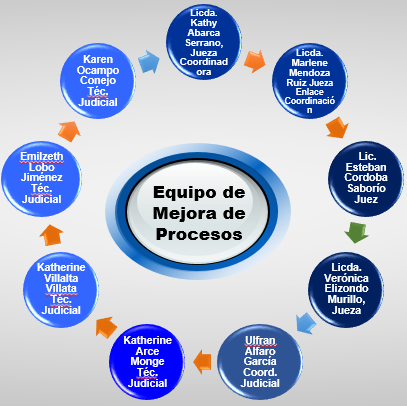 Licda.
Kathy
Abarca
Serrano,
Jueza
Coordinad
ora
Licda.
Marlene
Mendoza
Ruiz Jueza
Enlace
Coordinació
n
Lic.
Esteban
Cordoba
Saborío
Juez
Licda.
Verónica
Elizondo
Murillo,
Jueza
Ulfran
Alfaro
García
Coord.
Judicial
Katherine
Arce
Monge
Téc.
Judicial
Katherine
Villalta
Villata
Téc.
Judicial
Emilzeth
Lobo
Jiménez
Téc.
Judicial
Karen
Ocampo
Conejo
Téc.
Judicial
Equipo de
Mejora de
Procesos